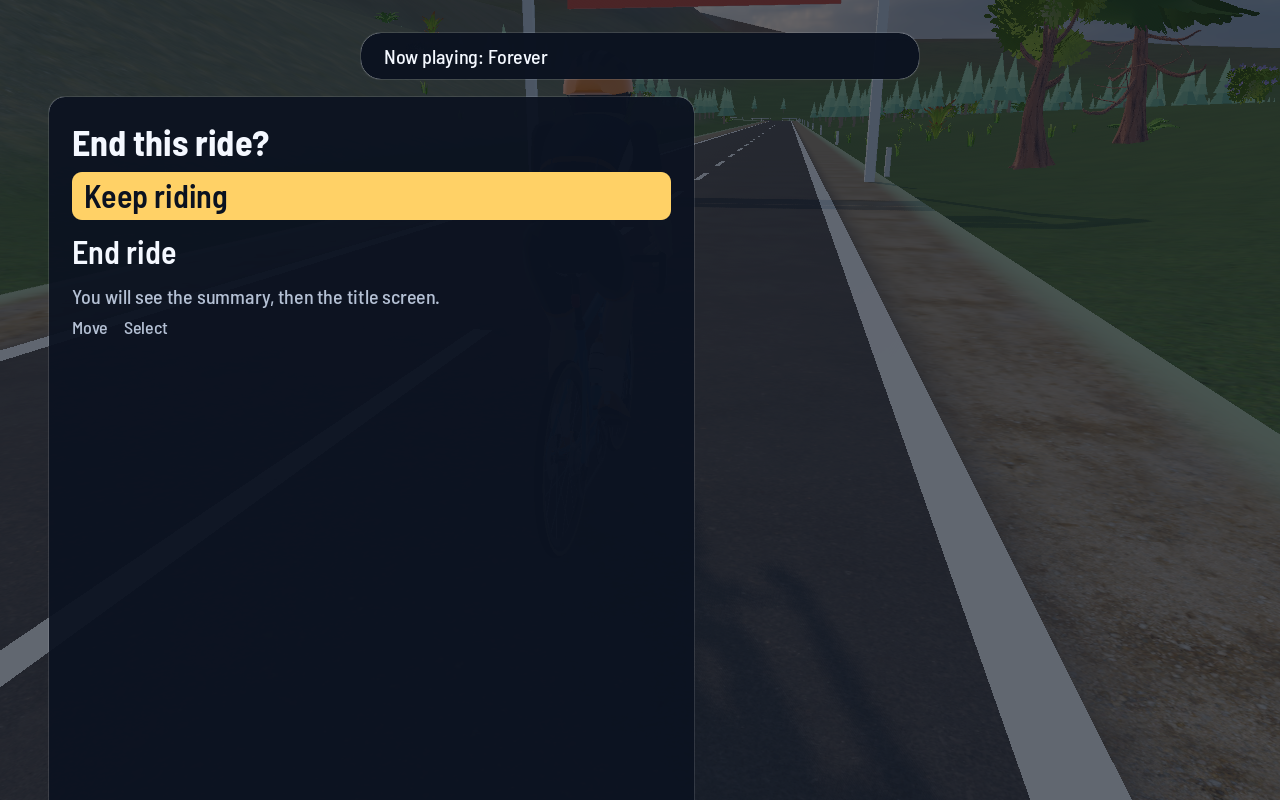 Now playing: Forever
End this ride?
Keep riding
End ride
You will see the summary, then the title screen.
Move Select